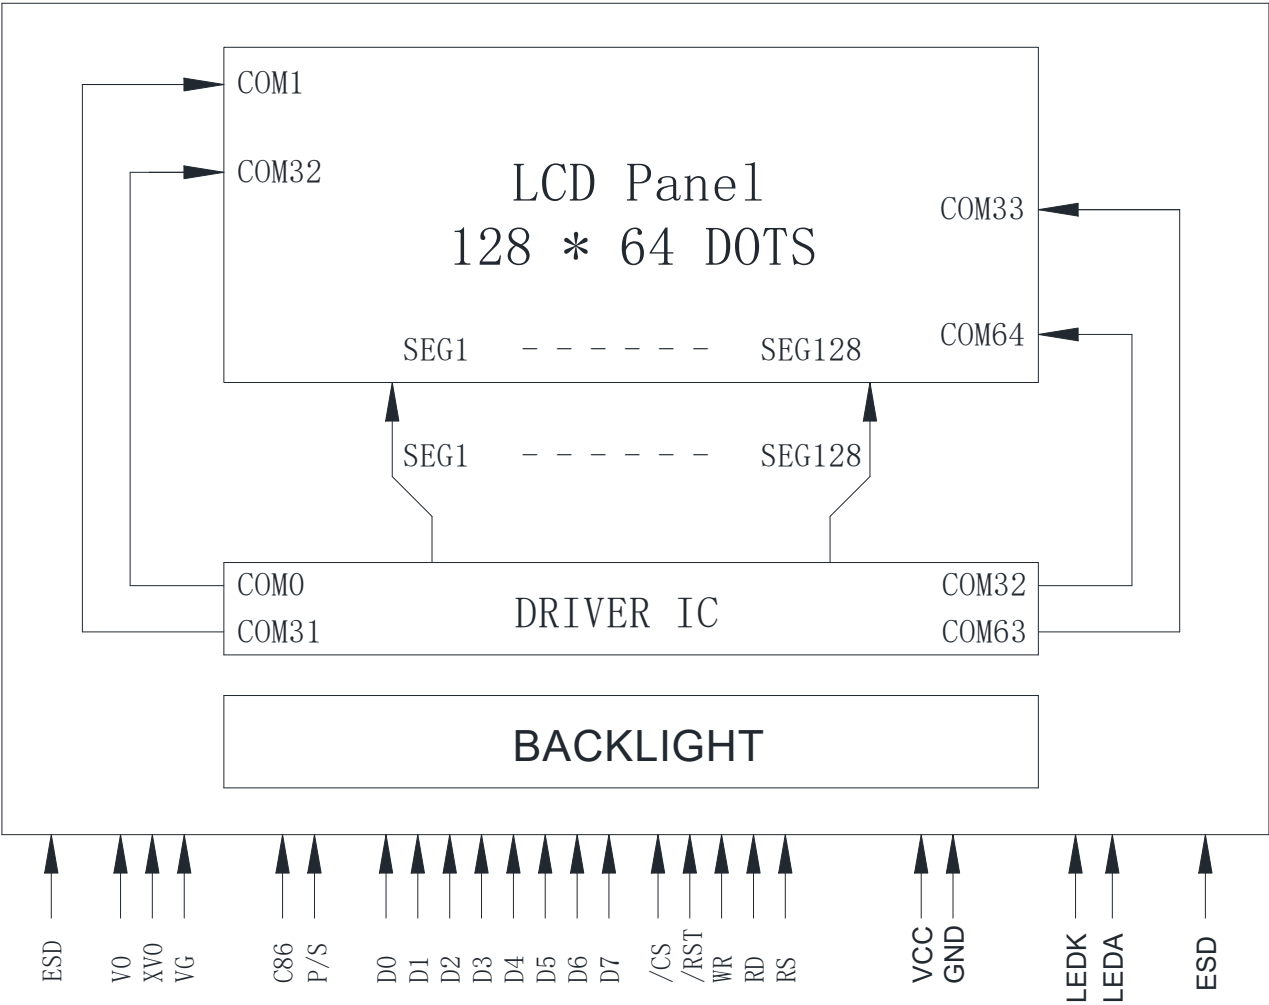 COM1
COM32
LCD Panel
128 * 64 DOTS
COM33
COM64
SEG1 - - - - - - SEG128
SEG1 - - - - - - SEG128
COM0
COM31
DRIVER IC
COM32
COM63
BACKLIGHT
ESD
V0
XV0
VG
C86
P/S
D0
D1
D2
D3
D4
D5
D6
D7
/CS
/RST
WR
RD
RS
VCC
GND
LEDK
LEDA
ESD